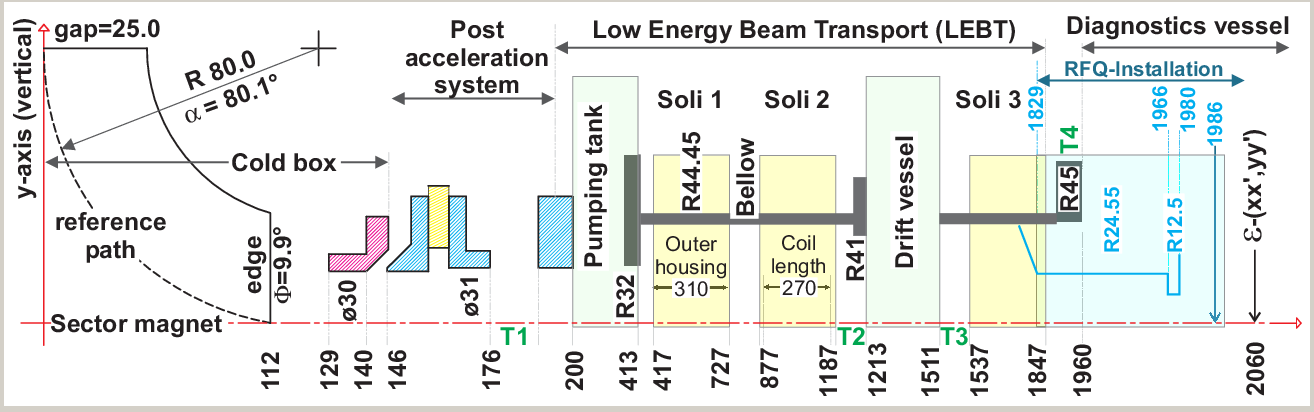 y-axis (vertical)
gap=25.0
R 80.0
α = 80.1°
Cold box
reference
path
edge
Φ=9.9°
Sector magnet
Post
acceleration
system
ø30
ø31
T1
Low Energy Beam Transport (LEBT)
Pumping tank
R32
Soli 1
R44.45
Outer
housing
310
Bellow
Soli 2
Coil
length
270
R41
T2
Drift vessel
T3
Soli 3
Diagnostics vessel
RFQ-Installation
1829
T4
R45
R24.55
1966
1980
R12.5
1986
ε-(xx',yy')
112
129
140
146
176
200
413
417
727
877
1187
1213
1511
1537
1847
1960
2060